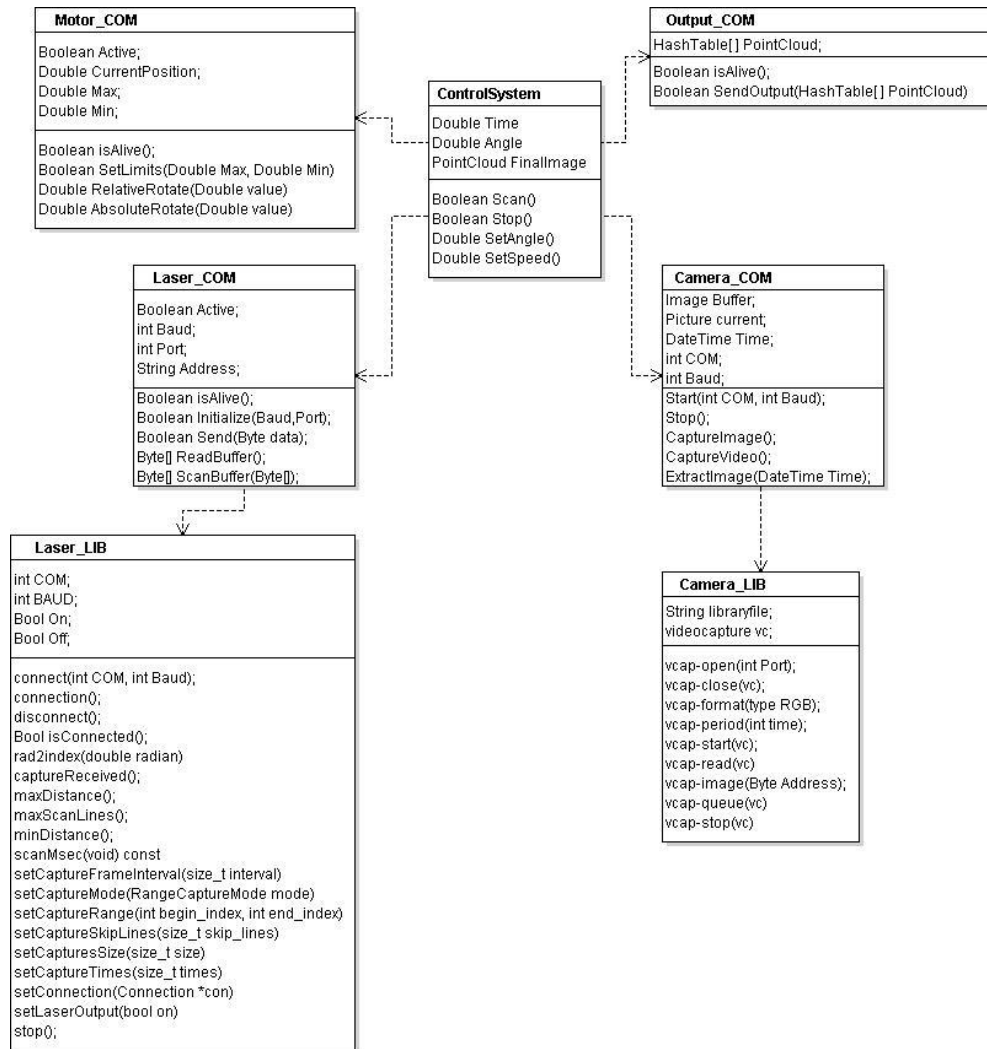 Motor_COM
Boolean Active;
Double CurrentPosition;
Double Max;
Double Min;
Boolean isAlive();
Boolean SetLimits(Double Max, Double Min)
Double RelativeRotate(Double value)
Double AbsoluteRotate(Double value)
ControlSystem
Double Time
Double Angle
PointCloud FinalImage
Boolean Scan()
Boolean Stop()
Double SetAngle()
Double SetSpeed()
Output_COM
HashTable[] PointCloud;
Boolean isAlive();
Boolean SendOutput(HashTable[] PointCloud)
Laser_COM
Boolean Active;
int Baud;
int Port;
String Address;
Boolean isAlive();
Boolean Initialize(Baud,Port);
Boolean Send(Byte data);
Byte[] ReadBuffer();
Byte[] ScanBuffer(Byte[]);
Camera_COM
Image Buffer;
Picture current;
DateTime Time;
int COM;
int Baud;
Start(int COM, int Baud);
Stop();
CaptureImage();
CaptureVideo();
ExtractImage(DateTime Time);
Laser_LIB
int COM;
int BAUD;
Bool On;
Bool Off;
connect(int COM, int Baud);
connection();
disconnect();
Bool isConnected();
rad2index(double radian)
captureReceived();
maxDistance();
maxScanLines();
minDistance();
scanMsec(void) const
setCaptureFrameInterval(size_t interval)
setCaptureMode(RangeCaptureMode mode)
setCaptureRange(int begin_index, int end_index)
setCaptureSkipLines(size_t skip_lines)
setCapturesSize(size_t size)
setCaptureTimes(size_t times)
setConnection(Connection *con)
setLaserOutput(bool on)
stop();
Camera_LIB
String libraryfile;
videocapture vc;
vcap-open(int Port);
vcap-close(vc);
vcap-format(type RGB);
vcap-period(int time);
vcap-start(vc);
vcap-read(vc)
vcap-image(Byte Address);
vcap-queue(vc)
vcap-stop(vc)